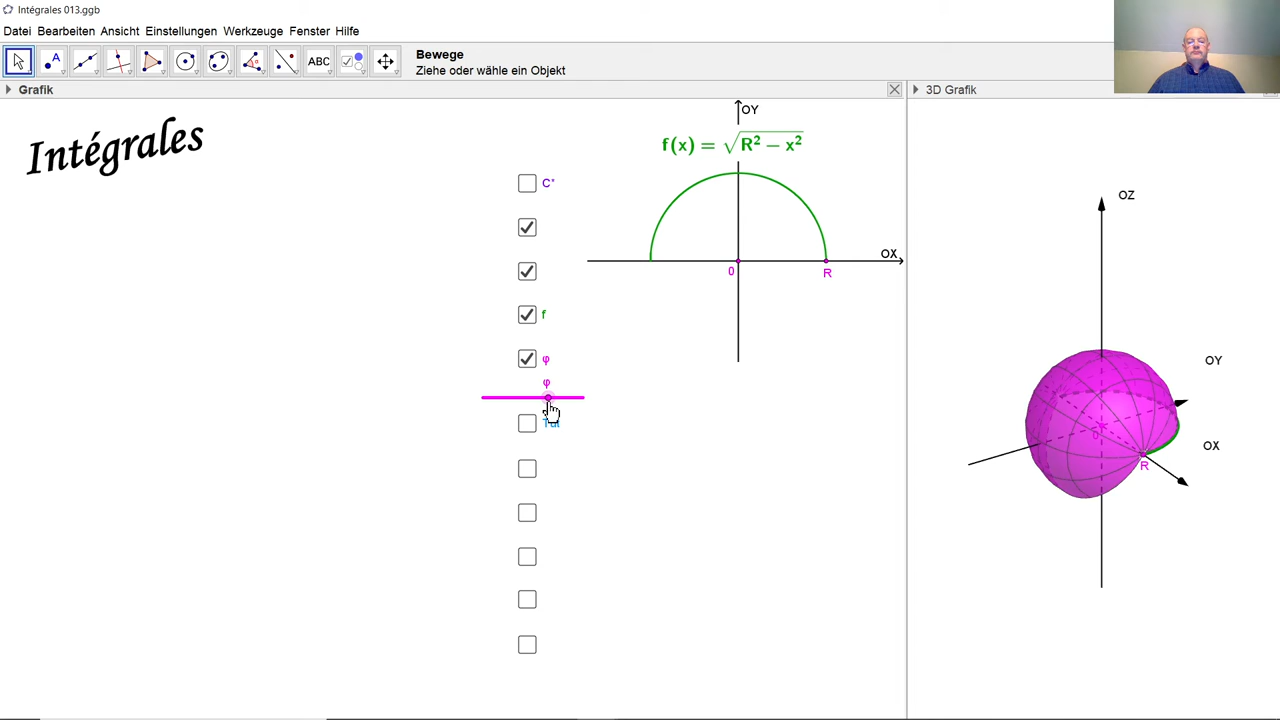 Intégrales 013.ggb
Datei Bearbeiten Ansicht Einstellungen Werkzeuge Fenster Hilfe
A ABC Bewege
Ziehe oder wähle ein Objekt
Grafik
3D Grafik
Intégrales
OY
f(x) = √(R² − x²)
C*
OX
0
R
f
φ
φ
OZ
OY
OX
0
R